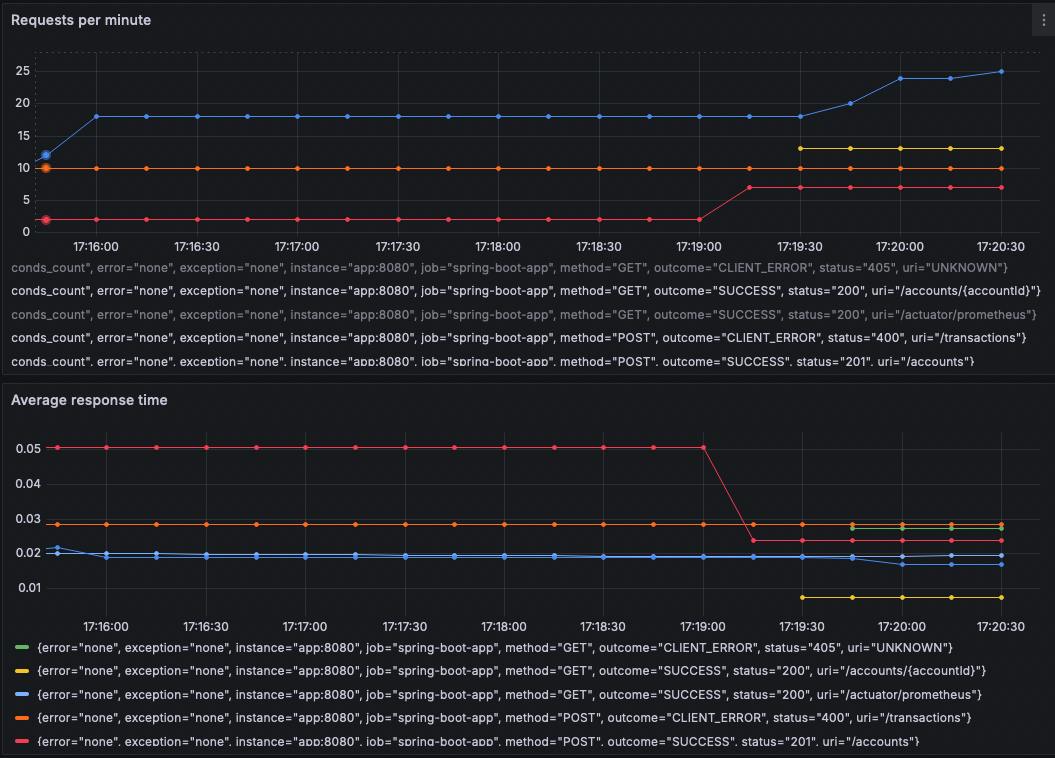 Requests per minute
25
20
15
10
5
0
17:16:00 17:16:30 17:17:00 17:17:30 17:18:00 17:18:30 17:19:00 17:19:30 17:20:00 17:20:30
conds_count", error="none", exception="none", instance="app:8080", job="spring-boot-app", method="GET", outcome="CLIENT_ERROR", status="405", uri="UNKNOWN"}
conds_count", error="none", exception="none", instance="app:8080", job="spring-boot-app", method="GET", outcome="SUCCESS", status="200", uri="/accounts/{accountId}"}
conds_count", error="none", exception="none", instance="app:8080", job="spring-boot-app", method="GET", outcome="SUCCESS", status="200", uri="/actuator/prometheus"}
conds_count", error="none", exception="none", instance="app:8080", job="spring-boot-app", method="POST", outcome="CLIENT_ERROR", status="400", uri="/transactions"}
conds_count", error="none", exception="none", instance="app:8080", job="spring-boot-app", method="POST", outcome="SUCCESS", status="201", uri="/accounts"}
Average response time
0.05
0.04
0.03
0.02
0.01
17:16:00 17:16:30 17:17:00 17:17:30 17:18:00 17:18:30 17:19:00 17:19:30 17:20:00 17:20:30
{error="none", exception="none", instance="app:8080", job="spring-boot-app", method="GET", outcome="CLIENT_ERROR", status="405", uri="UNKNOWN"}
{error="none", exception="none", instance="app:8080", job="spring-boot-app", method="GET", outcome="SUCCESS", status="200", uri="/accounts/{accountId}"}
{error="none", exception="none", instance="app:8080", job="spring-boot-app", method="GET", outcome="SUCCESS", status="200", uri="/actuator/prometheus"}
{error="none", exception="none", instance="app:8080", job="spring-boot-app", method="POST", outcome="CLIENT_ERROR", status="400", uri="/transactions"}
{error="none", exception="none", instance="app:8080", job="spring-boot-app", method="POST", outcome="SUCCESS", status="201", uri="/accounts"}